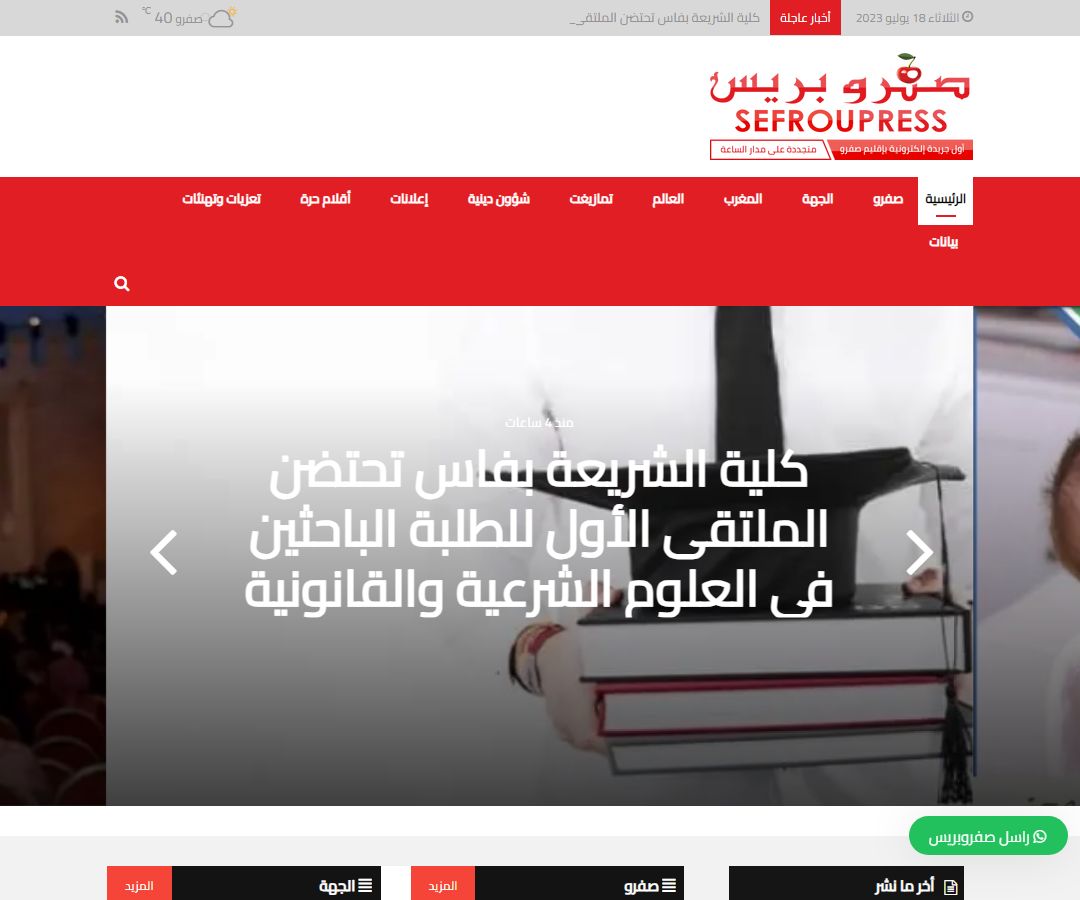 الثلاثاء 18 يوليو 2023
أخبار عاجلة
كلية الشريعة بفاس تحتضن الملتقى_
صفرو 40 ℃
صفرو بريس
SEFROUPRESS
أول جريدة إلكترونية بإقليم صفرو
متجددة على مدار الساعة
الرئيسية
صفرو
الجهة
المغرب
العالم
تمازيغت
شؤون دينية
إعلانات
أقلام حرة
تعزيات وتهنئات
بيانات
منذ 4 ساعات
كلية الشريعة بفاس تحتضن
الملتقى الأول للطلبة الباحثين
في العلوم الشرعية والقانونية
راسل صفروبريس
أخر ما نشر
صفرو
المزيد
الجهة
المزيد